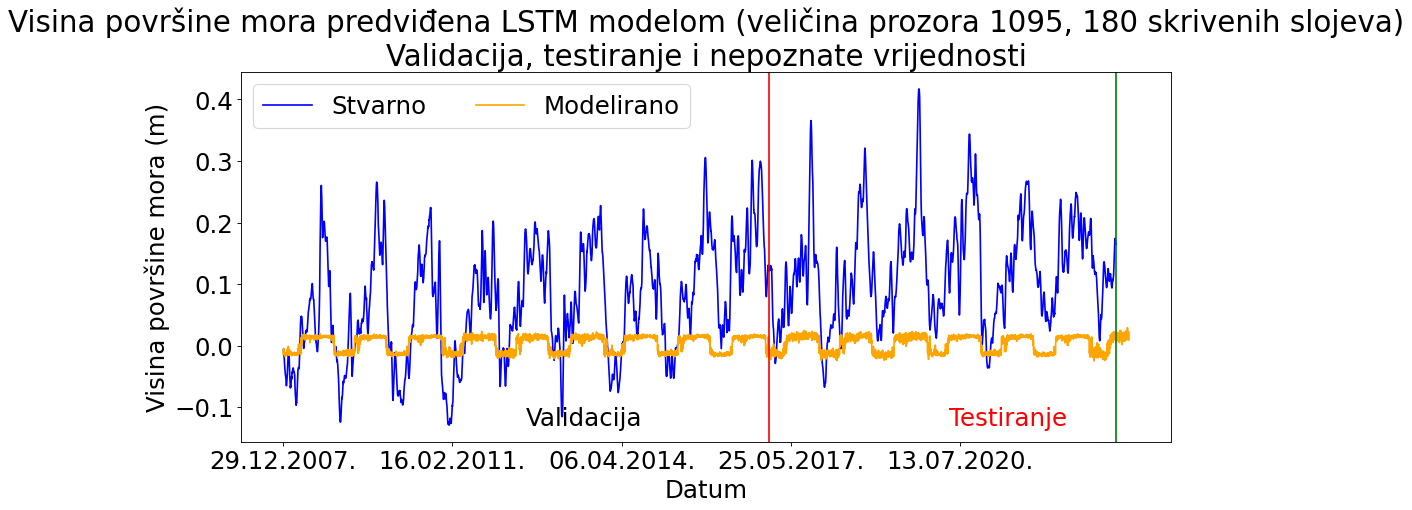 Visina površine mora predviđena LSTM modelom (veličina prozora 1095, 180 skrivenih slojeva)
Validacija, testiranje i nepoznate vrijednosti
Stvarno Modelirano
Visina površine mora (m)
0.4
0.3
0.2
0.1
0.0
−0.1
Validacija
Testiranje
29.12.2007. 16.02.2011. 06.04.2014. 25.05.2017. 13.07.2020.
Datum